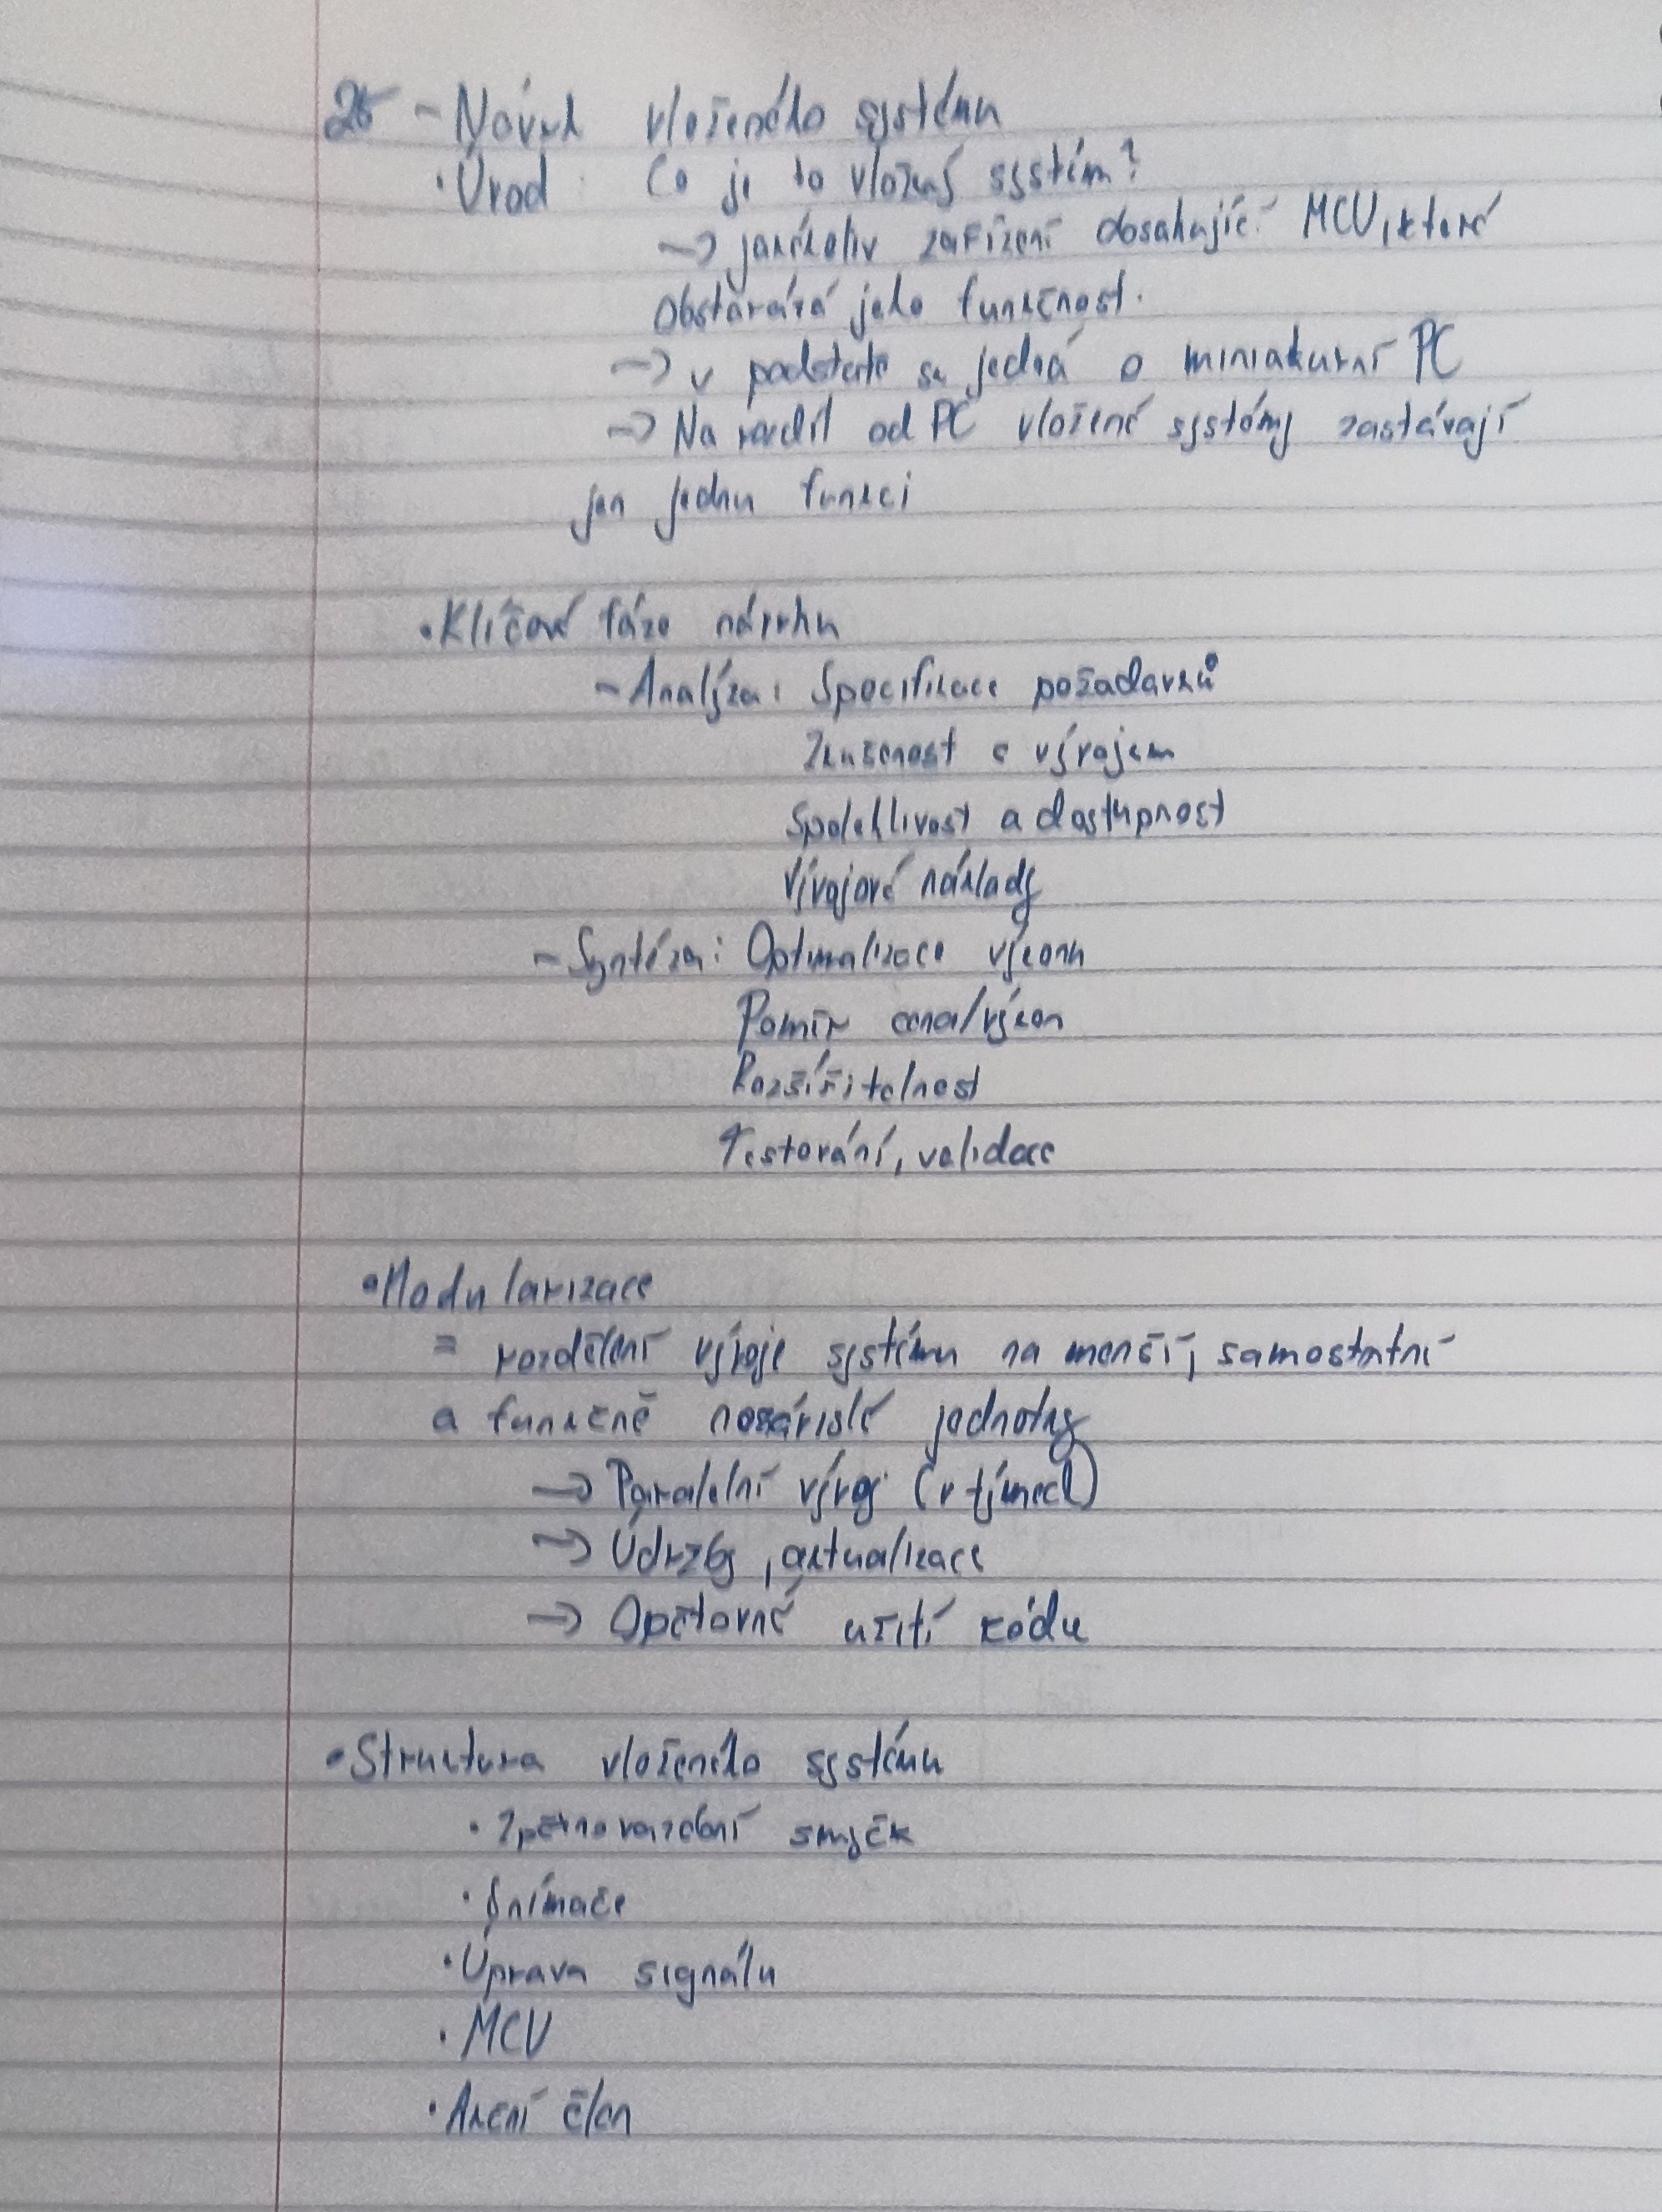 25 - Návrh vloženého systému
• Úvod: Co je to vložený systém?
→ jakékoliv zařízení obsahující MCU, které
obstarává jeho funkčnost.
→ v podstatě se jedná o miniaturní PC
→ Na rozdíl od PC vložené systémy zastávají
jen jednu funkci
• Klíčové fáze návrhu
- Analýza: Specifikace požadavků
Zkušenost s vývojem
Spolehlivost a dostupnost
Vývojové náklady
- Syntéza: Optimalizace výkonu
Poměr cena/výkon
Rozšiřitelnost
Testování, validace
• Modularizace
= rozdělení vývoje systému na menší, samostatní
a funkčně nezávislé jednotky
→ Paralelní vývoj (v týmech)
→ Údržby, aktualizace
→ Opětovné užití kódu
• Struktura vloženého systému
• Zpětnovazební smyčk
• Snímače
• Úprava signálu
• MCU
• Akční člen